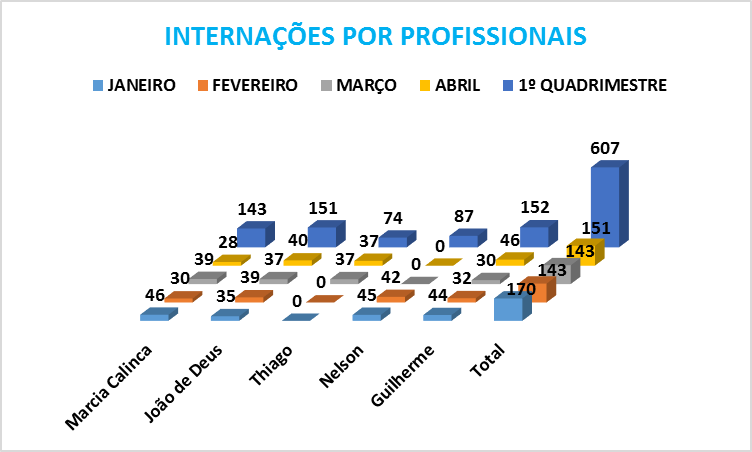 INTERNAÇÕES POR PROFISSIONAIS
JANEIRO FEVEREIRO MARÇO ABRIL 1º QUADRIMESTRE
143 151 74 87 152 607
28 40 37 0 46 151
39 37 37 0 30 143
30 39 0 42 32 143
46 35 0 45 44 170
Marcia Calinca
João de Deus
Thiago
Nelson
Guilherme
Total